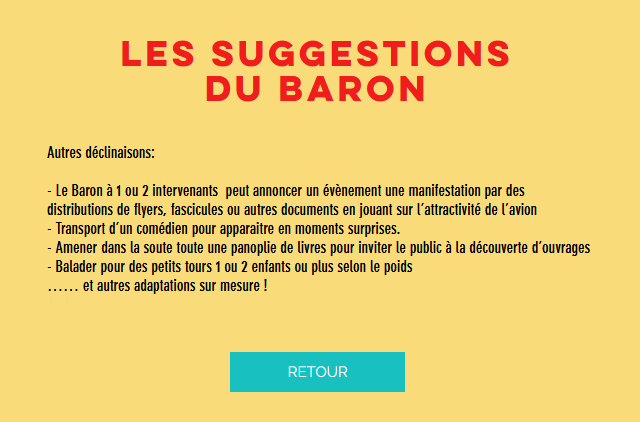 LES SUGGESTIONS
DU BARON
Autres déclinaisons:
- Le Baron à 1 ou 2 intervenants  peut annoncer un évènement une manifestation par des
distributions de flyers, fascicules ou autres documents en jouant sur l’attractivité de l’avion
- Transport d’un comédien pour apparaitre en moments surprises.
- Amener dans la soute toute une panoplie de livres pour inviter le public à la découverte d’ouvrages
- Balader pour des petits tours 1 ou 2 enfants ou plus selon le poids
…… et autres adaptations sur mesure !
RETOUR